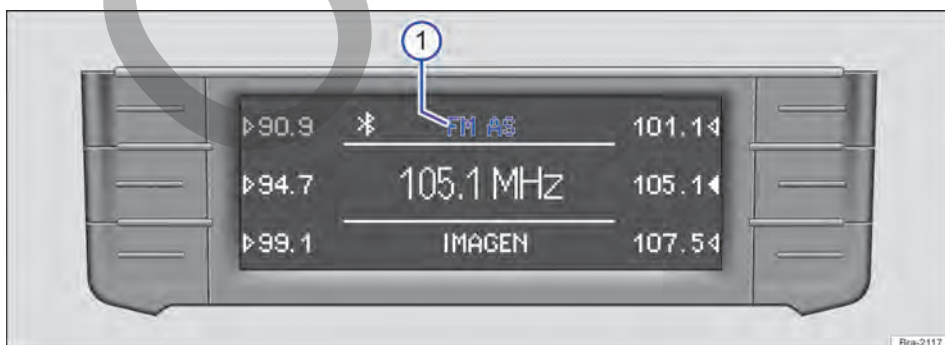 1
▷90.9 FM AS 101.1◁
▷94.7 105.1 MHz 105.1◀
▷99.1 IMAGEN 107.5◁
Bra-2117